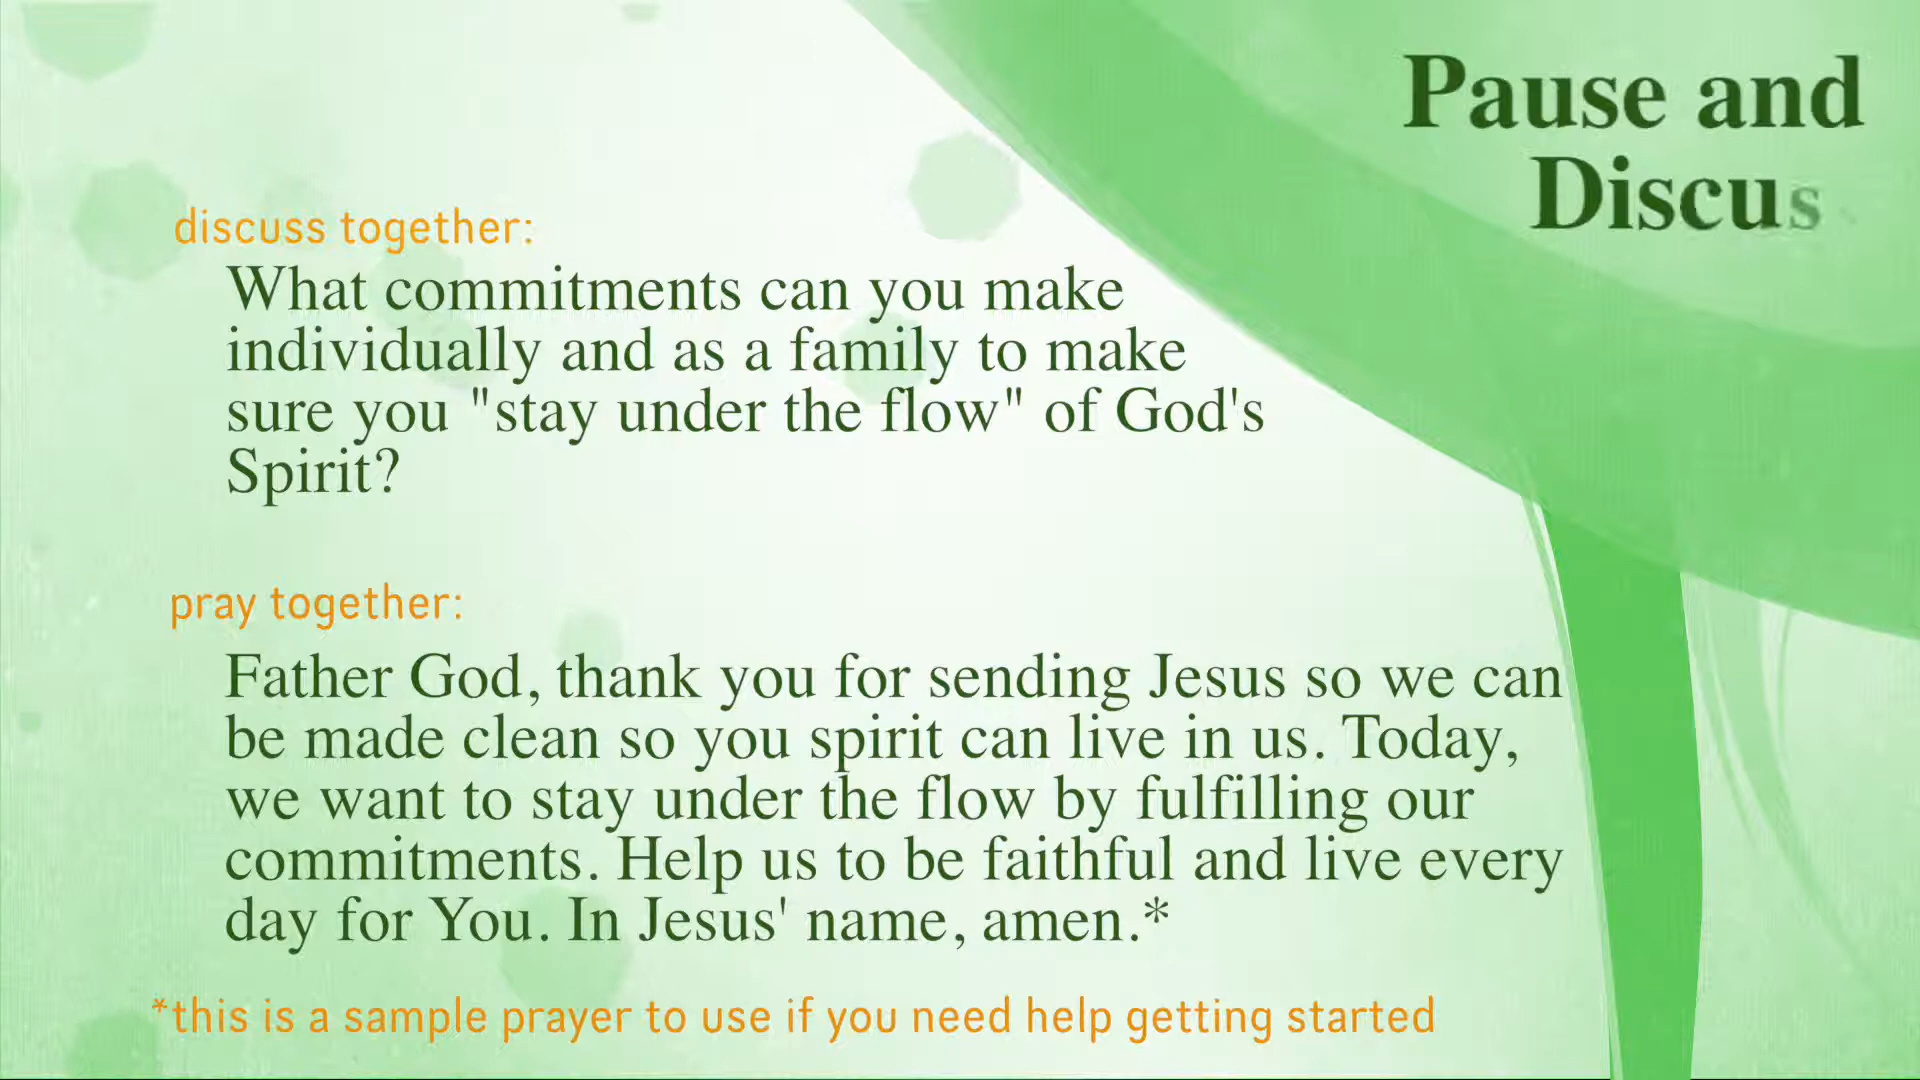 Pause and
Discus
discuss together:
What commitments can you make
individually and as a family to make
sure you "stay under the flow" of God's
Spirit?
pray together:
Father God, thank you for sending Jesus so we can
be made clean so you spirit can live in us. Today,
we want to stay under the flow by fulfilling our
commitments. Help us to be faithful and live every
day for You. In Jesus' name, amen.*
*this is a sample prayer to use if you need help getting started